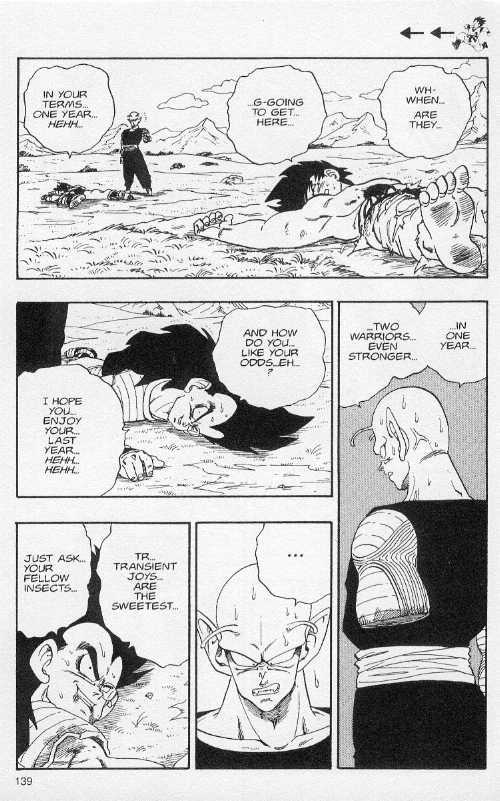 WH-
WHEN...
ARE
THEY...
...G-GOING
TO GET...
HERE...
IN YOUR
TERMS...
ONE YEAR...
HEHH...
...IN
ONE
YEAR...
...TWO
WARRIORS...
EVEN
STRONGER...
AND HOW
DO YOU...
LIKE YOUR
ODDS...EH...
?
I HOPE
YOU...
ENJOY
YOUR...
LAST
YEAR...
HEHH..
HEHH..
...
TR...
TRANSIENT
JOYS...
ARE
THE
SWEETEST...
JUST ASK...
YOUR
FELLOW
INSECTS...
139